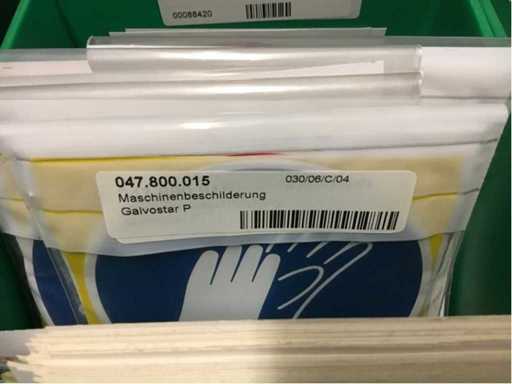 00088420
047.800.015 030/06/C/04
Maschinenbeschilderung
Galvostar P